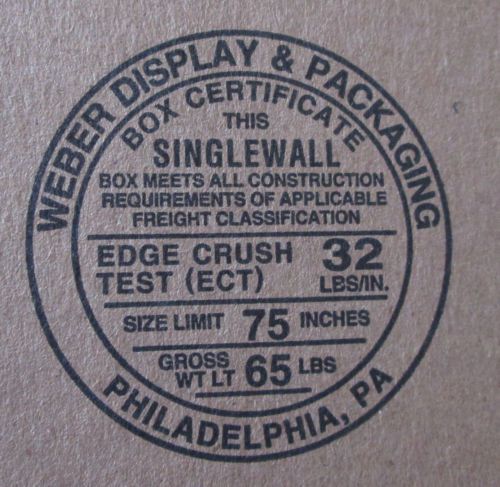 WEBER DISPLAY & PACKAGING
BOX CERTIFICATE
THIS
SINGLEWALL
BOX MEETS ALL CONSTRUCTION
REQUIREMENTS OF APPLICABLE
FREIGHT CLASSIFICATION
EDGE CRUSH
TEST (ECT)
32
LBS/IN.
SIZE LIMIT 75 INCHES
GROSS
WT LT 65 LBS
PHILADELPHIA, PA